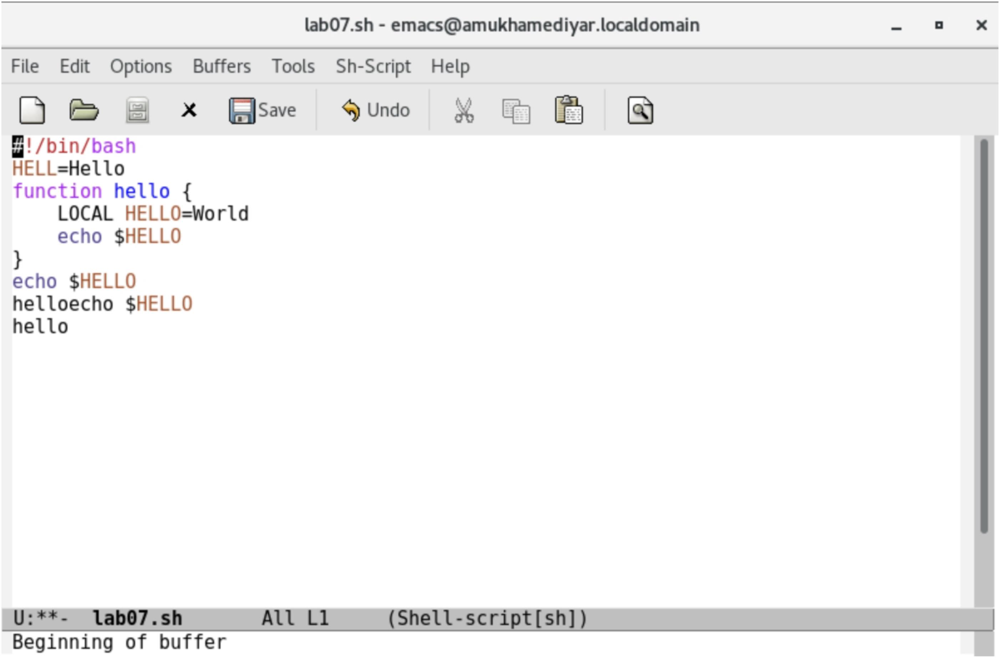 lab07.sh - emacs@amukhamediyar.localdomain
File Edit Options Buffers Tools Sh-Script Help
Save Undo
#!/bin/bash
HELL=Hello
function hello {
    LOCAL HELLO=World
    echo $HELLO
}
echo $HELLO
helloecho $HELLO
hello
U:**-  lab07.sh       All L1     (Shell-script[sh])
Beginning of buffer